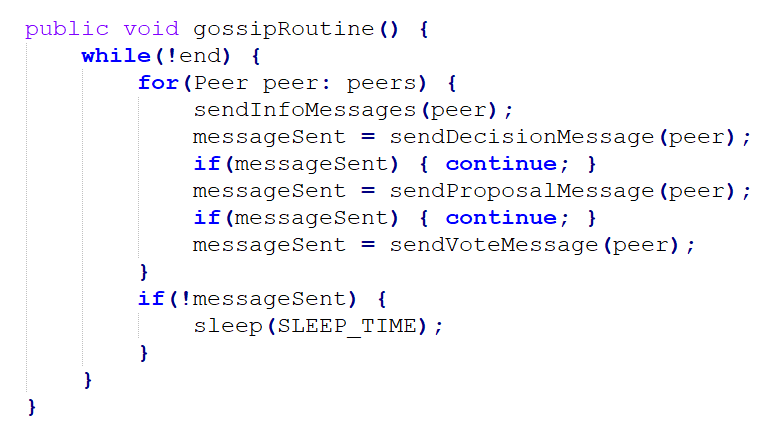 public void gossipRoutine() {
    while(!end) {
        for(Peer peer: peers) {
            sendInfoMessages(peer);
            messageSent = sendDecisionMessage(peer);
            if(messageSent) { continue; }
            messageSent = sendProposalMessage(peer);
            if(messageSent) { continue; }
            messageSent = sendVoteMessage(peer);
        }
        if(!messageSent) {
            sleep(SLEEP_TIME);
        }
    }
}